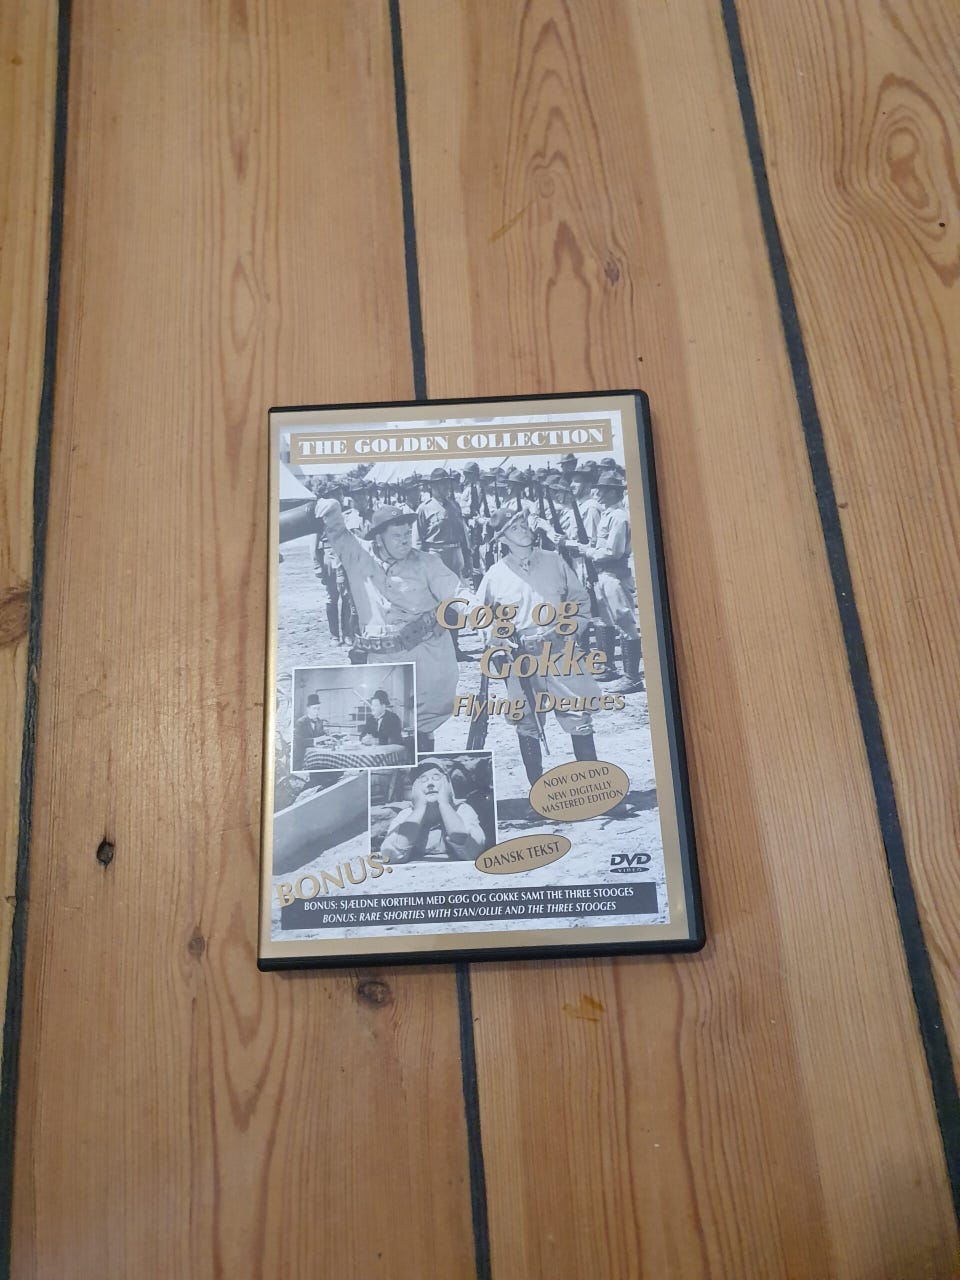 THE GOLDEN COLLECTION
Gøg og
Gokke
Flying Deuces
NOW ON DVD
NEW DIGITALLY
MASTERED EDITION
DANSK TEKST
DVD
VIDEO
BONUS:
BONUS: SJÆLDNE KORTFILM MED GØG OG GOKKE SAMT THE THREE STOOGES
BONUS: RARE SHORTIES WITH STAN/OLLIE AND THE THREE STOOGES